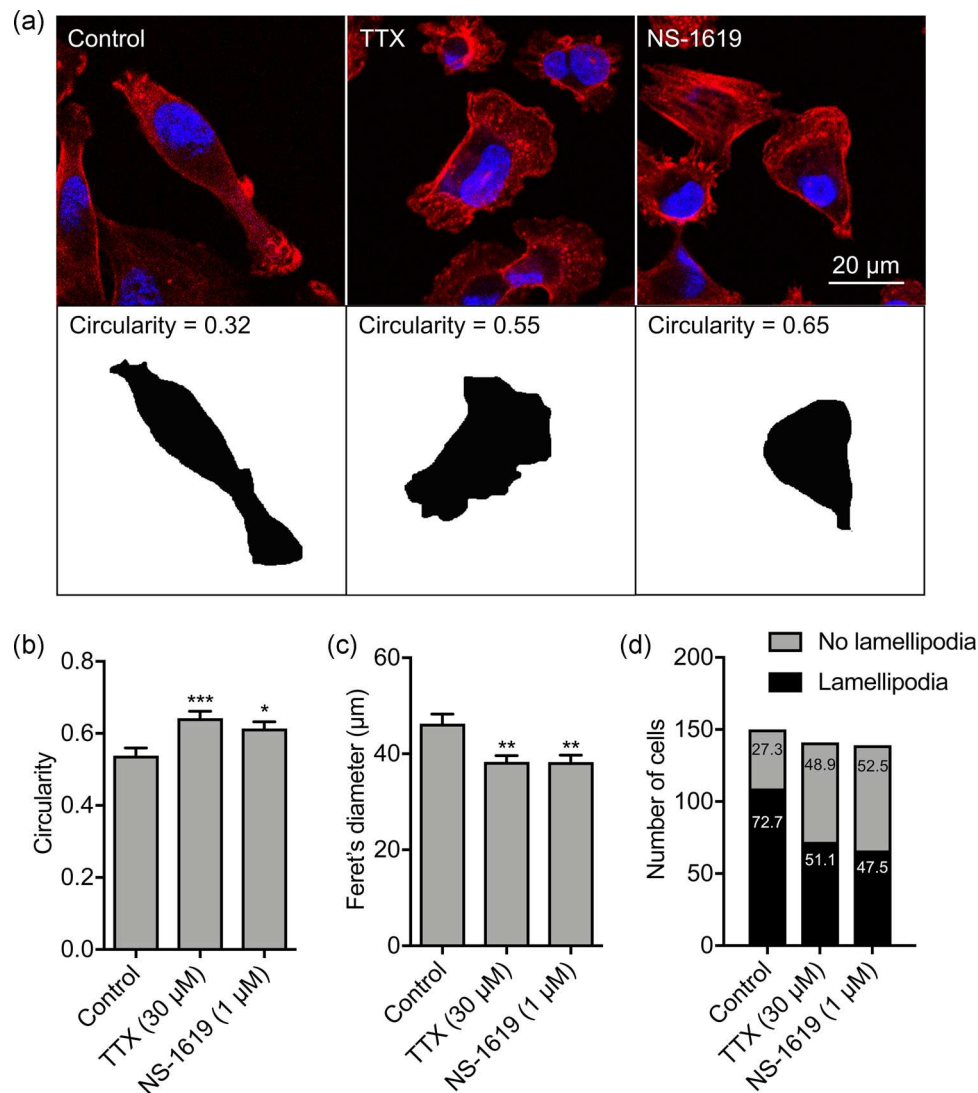 (a)
Control
TTX
NS-1619
20 µm
Circularity = 0.32
Circularity = 0.55
Circularity = 0.65
(b)
0.8
0.6
0.4
0.2
0.0
Circularity
***
*
Control
TTX (30 µM)
NS-1619 (1 µM)
(c)
60
40
20
0
Feret's diameter (µm)
**
**
Control
TTX (30 µM)
NS-1619 (1 µM)
(d)
No lamellipodia
Lamellipodia
200
150
100
50
0
Number of cells
27.3
72.7
48.9
51.1
52.5
47.5
Control
TTX (30 µM)
NS-1619 (1 µM)